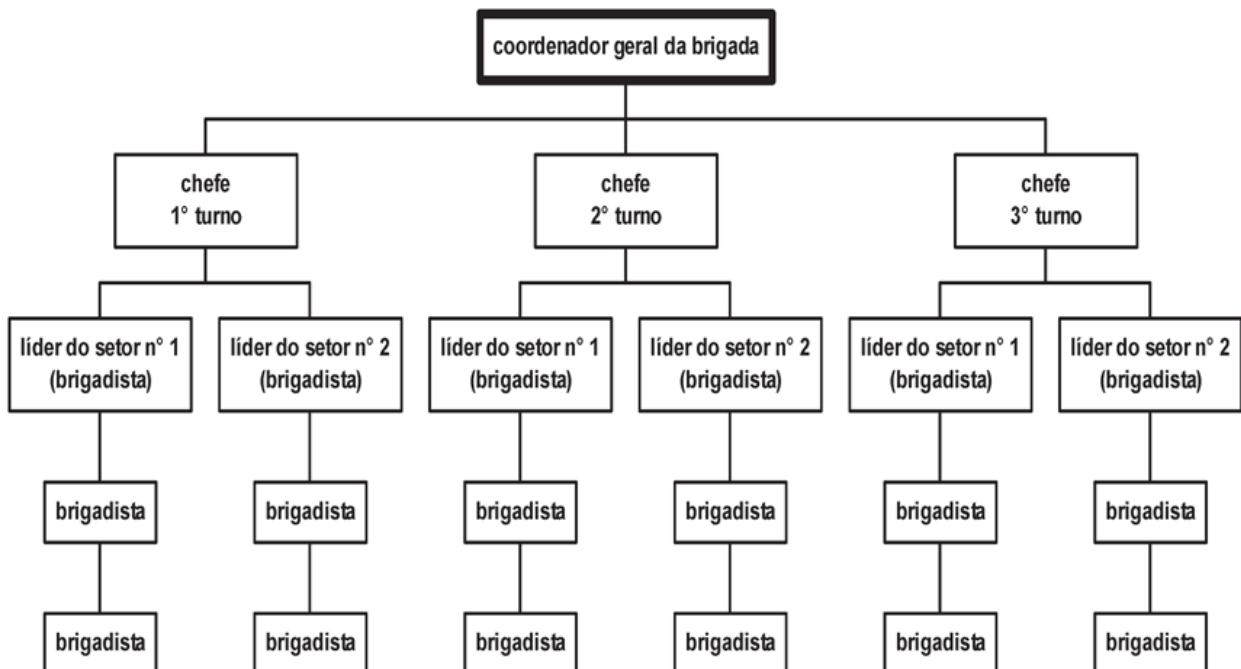 coordenador geral da brigada
chefe
1° turno
chefe
2° turno
chefe
3° turno
líder do setor n° 1
(brigadista)
líder do setor n° 2
(brigadista)
líder do setor n° 1
(brigadista)
líder do setor n° 2
(brigadista)
líder do setor n° 1
(brigadista)
líder do setor n° 2
(brigadista)
brigadista
brigadista
brigadista
brigadista
brigadista
brigadista
brigadista
brigadista
brigadista
brigadista
brigadista
brigadista